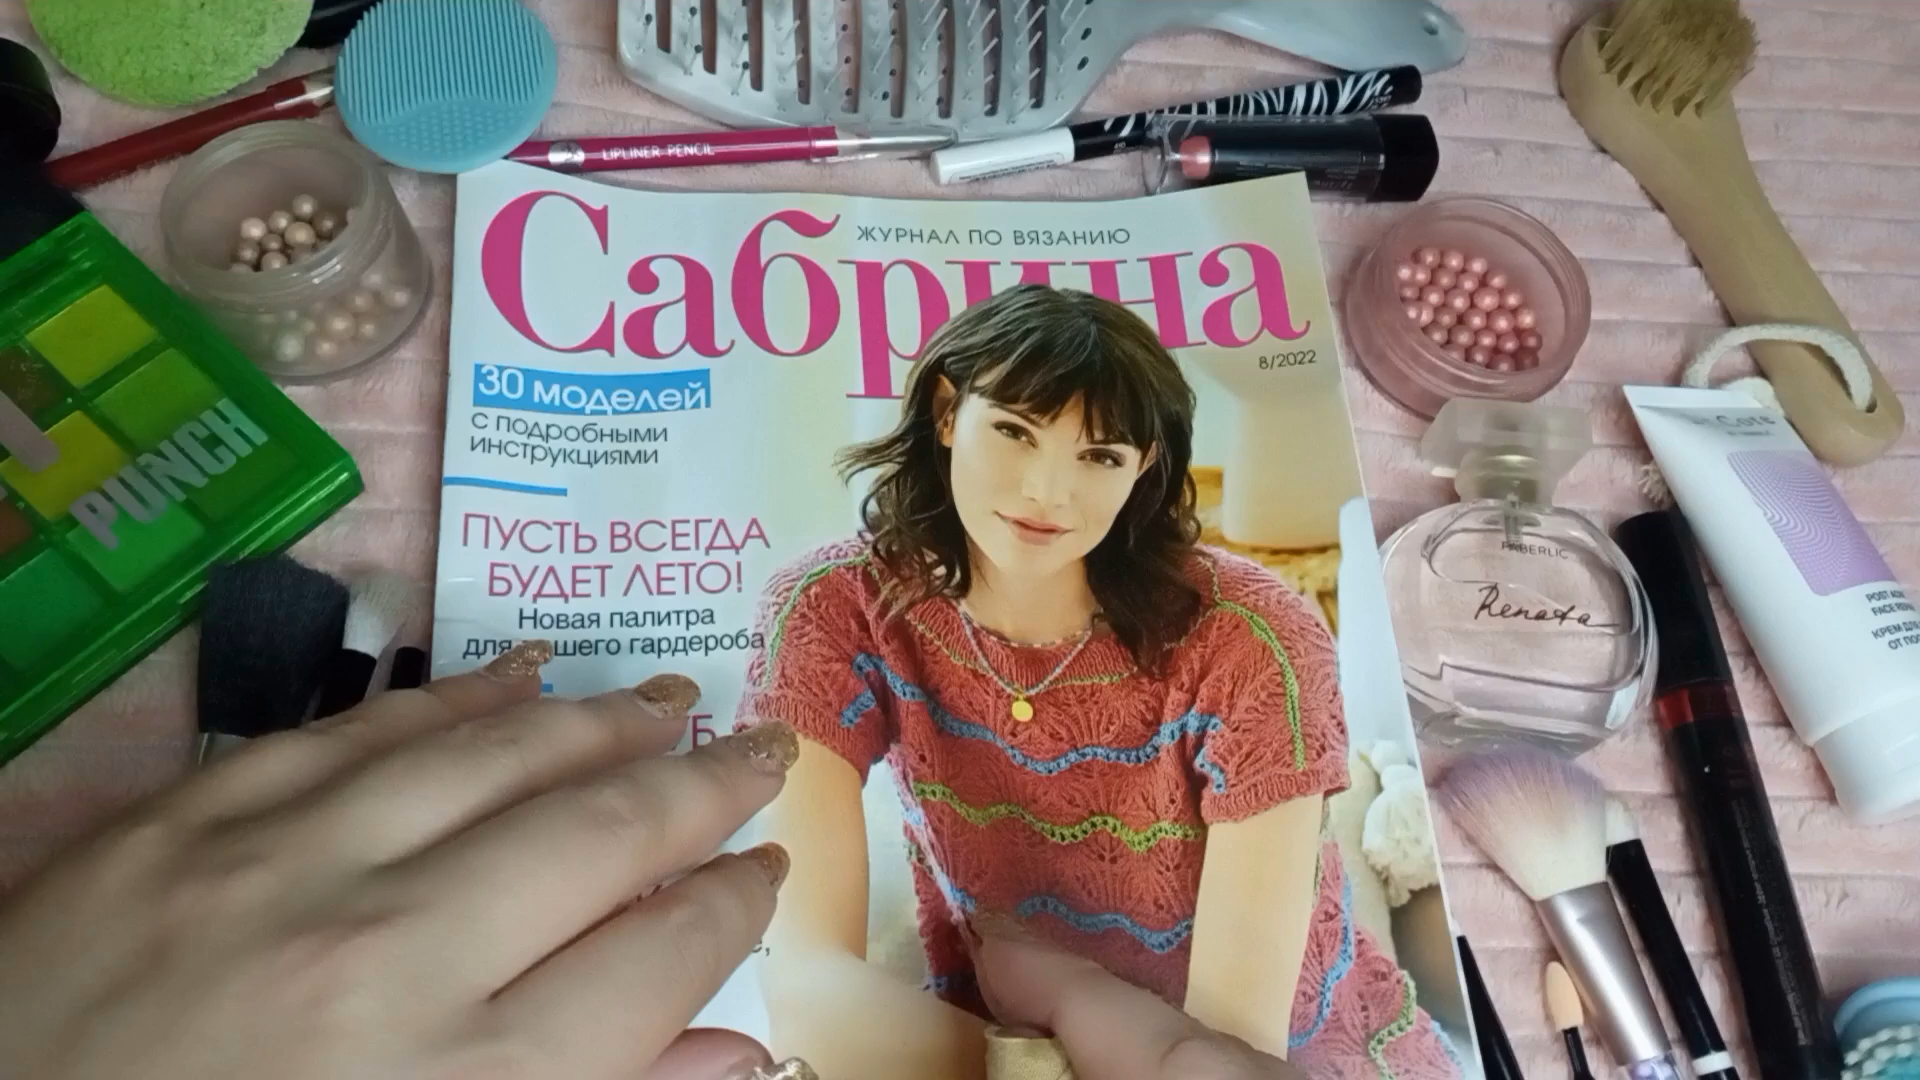 LIPLINER PENCIL
Сабрина
ЖУРНАЛ ПО ВЯЗАНИЮ
8/2022
30 моделей
с подробными
инструкциями
ПУСТЬ ВСЕГДА
БУДЕТ ЛЕТО!
Новая палитра
для гардероба
PUNCH
FABERLIC
Renata